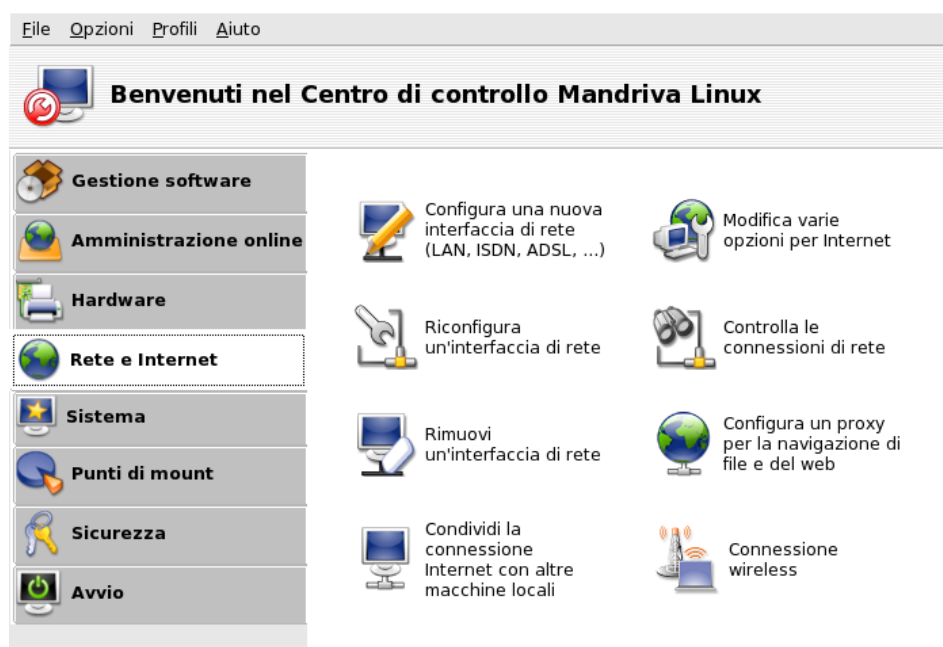 File Opzioni Profili Aiuto
Benvenuti nel Centro di controllo Mandriva Linux
Gestione software
Amministrazione online
Hardware
Rete e Internet
Sistema
Punti di mount
Sicurezza
Avvio
Configura una nuova
interfaccia di rete
(LAN, ISDN, ADSL, ...)
Modifica varie
opzioni per Internet
Riconfigura
un'interfaccia di rete
Controlla le
connessioni di rete
Rimuovi
un'interfaccia di rete
Configura un proxy
per la navigazione di
file e del web
Condividi la
connessione
Internet con altre
macchine locali
Connessione
wireless